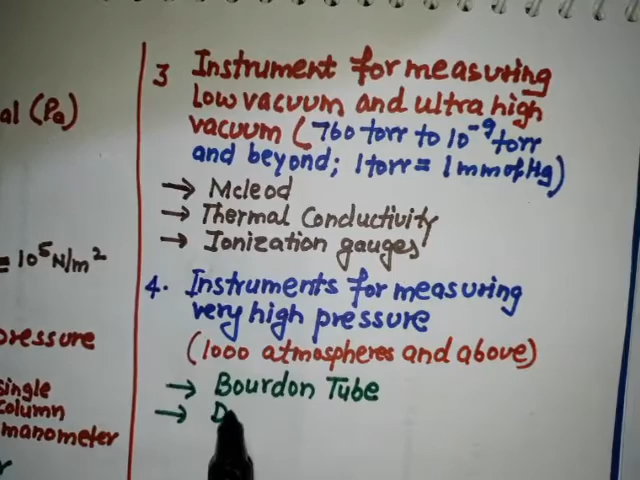 al (Pa)
= 10⁵ N/m²
pressure
single
column
manometer
3 Instrument for measuring
low vacuum and ultra high
vacuum (760 torr to 10⁻⁹ torr
and beyond; 1 torr = 1 mm of Hg)
→ Mcleod
→ Thermal Conductivity
→ Ionization gauges
4. Instruments for measuring
very high pressure
(1000 atmospheres and above)
→ Bourdon Tube
→ D